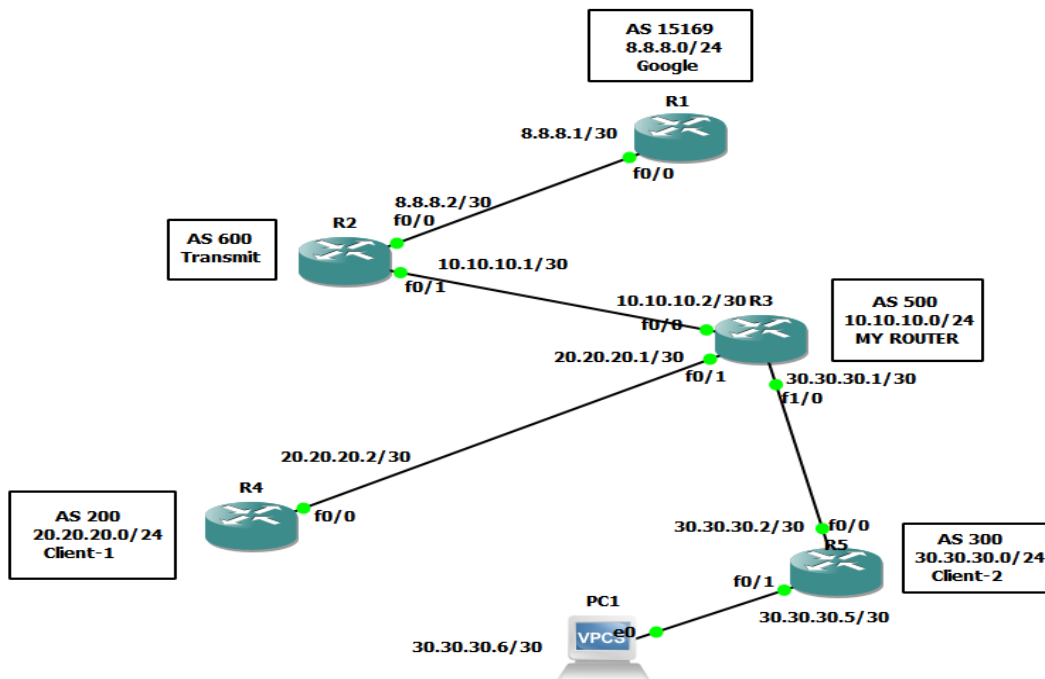 AS 15169
8.8.8.0/24
Google
R1
8.8.8.1/30
f0/0
8.8.8.2/30
R2
f0/0
AS 600
Transmit
10.10.10.1/30
f0/1
10.10.10.2/30
R3
f0/0
AS 500
10.10.10.0/24
MY ROUTER
20.20.20.1/30
f0/1
30.30.30.1/30
f1/0
20.20.20.2/30
R4
f0/0
AS 200
20.20.20.0/24
Client-1
30.30.30.2/30
f0/0
R5
AS 300
30.30.30.0/24
Client-2
f0/1
30.30.30.5/30
PC1
e0
VPCS
30.30.30.6/30